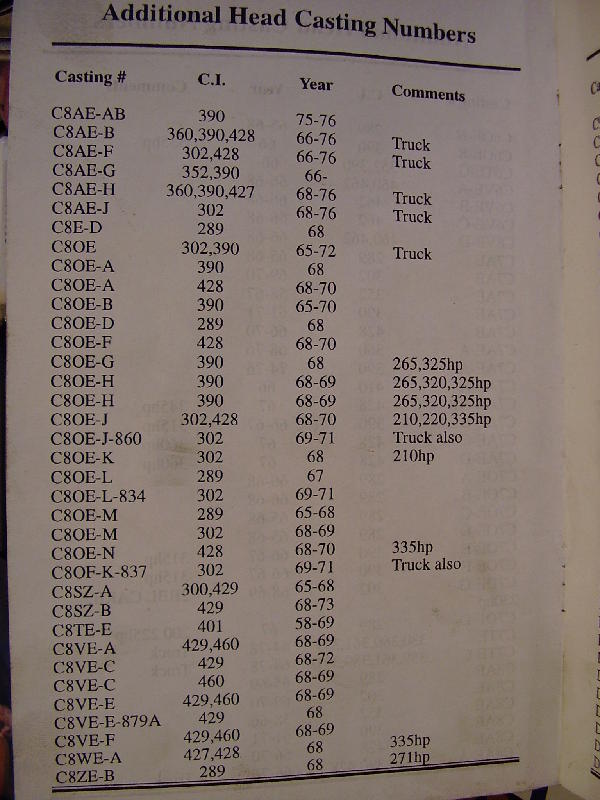 Additional Head Casting Numbers
Casting # C.I. Year Comments
C8AE-AB 390 75-76
C8AE-B 360,390,428 66-76 Truck
C8AE-F 302,428 66-76 Truck
C8AE-G 352,390 66-
C8AE-H 360,390,427 68-76 Truck
C8AE-J 302 68-76 Truck
C8E-D 289 68
C8OE 302,390 65-72 Truck
C8OE-A 390 68
C8OE-A 428 68-70
C8OE-B 390 65-70
C8OE-D 289 68
C8OE-F 428 68-70
C8OE-G 390 68 265,325hp
C8OE-H 390 68-69 265,320,325hp
C8OE-H 390 68-69 265,320,325hp
C8OE-J 302,428 68-70 210,220,335hp
C8OE-J-860 302 69-71 Truck also
C8OE-K 302 68 210hp
C8OE-L 289 67
C8OE-L-834 302 69-71
C8OE-M 289 65-68
C8OE-M 302 68-69
C8OE-N 428 68-70 335hp
C8OF-K-837 302 69-71 Truck also
C8SZ-A 300,429 65-68
C8SZ-B 429 68-73
C8TE-E 401 58-69
C8VE-A 429,460 68-69
C8VE-C 429 68-72
C8VE-C 460 68-69
C8VE-E 429,460 68-69
C8VE-E-879A 429 68
C8VE-F 429,460 68-69
C8WE-A 427,428 68 335hp
C8ZE-B 289 68 271hp